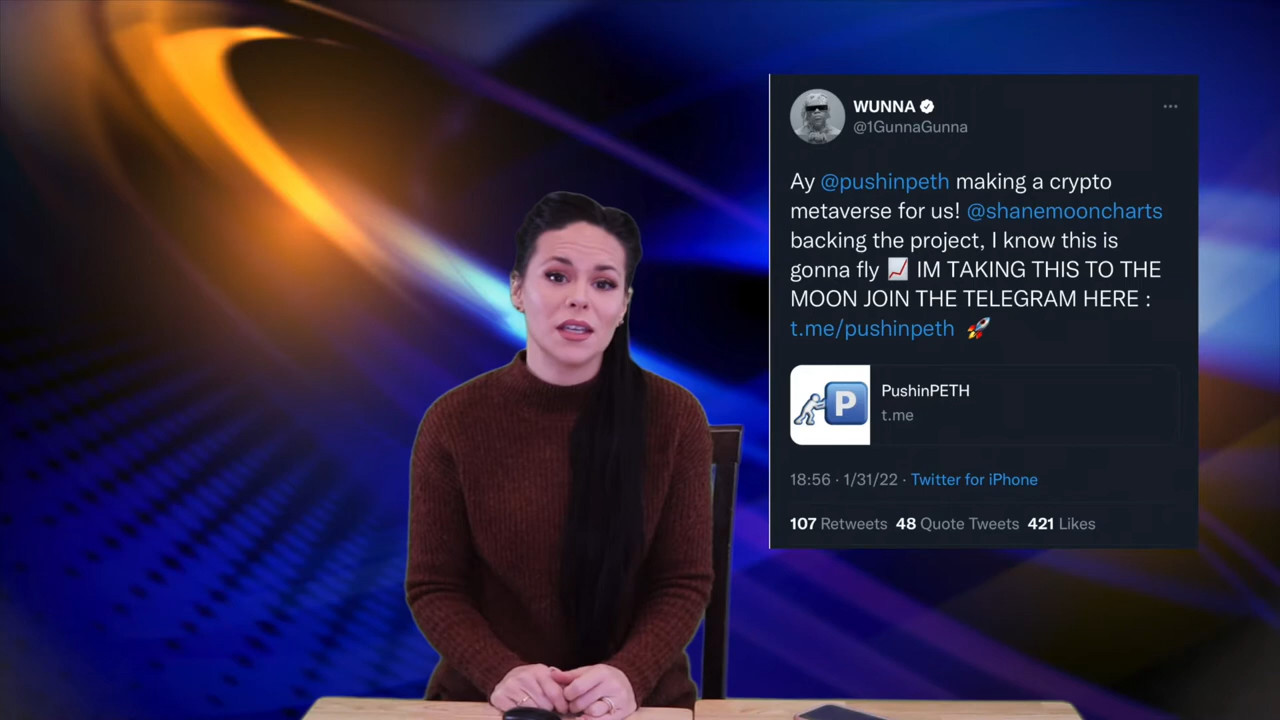 WUNNA
@1GunnaGunna
Ay @pushinpeth making a crypto
metaverse for us! @shanemooncharts
backing the project, I know this is
gonna fly 📈 IM TAKING THIS TO THE
MOON JOIN THE TELEGRAM HERE :
t.me/pushinpeth 🚀
P
PushinPETH
t.me
18:56 · 1/31/22 · Twitter for iPhone
107 Retweets 48 Quote Tweets 421 Likes